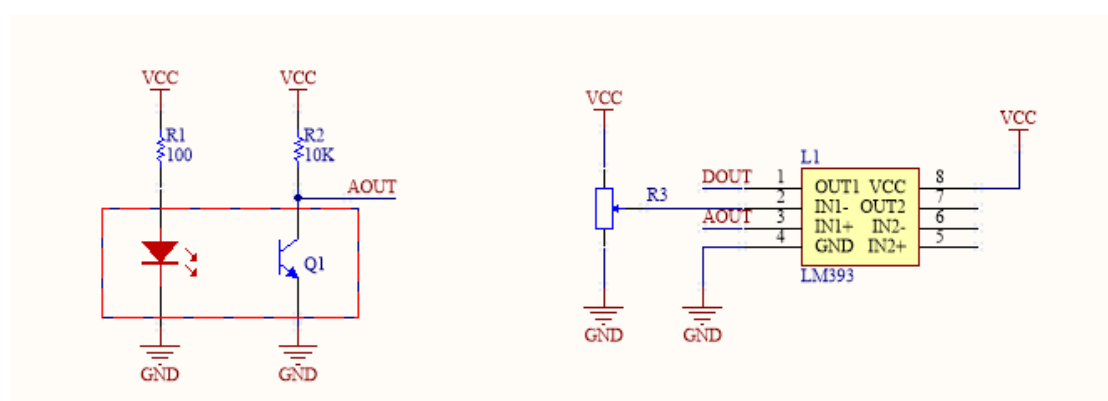 VCC
VCC
R1
100
R2
10K
AOUT
Q1
GND
GND
VCC
VCC
R3
L1
DOUT 1 OUT1 VCC 8
2 IN1- OUT2 7
AOUT 3 IN1+ IN2- 6
4 GND IN2+ 5
LM393
GND
GND